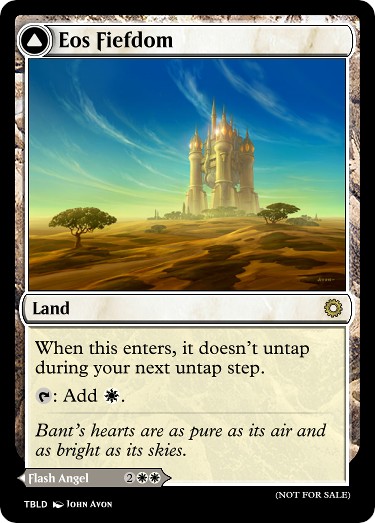 Eos Fiefdom
Land
When this enters, it doesn't untap
during your next untap step.
: Add .
Bant's hearts are as pure as its air and
as bright as its skies.
Flash Angel 2
TBLD John Avon
(NOT FOR SALE)